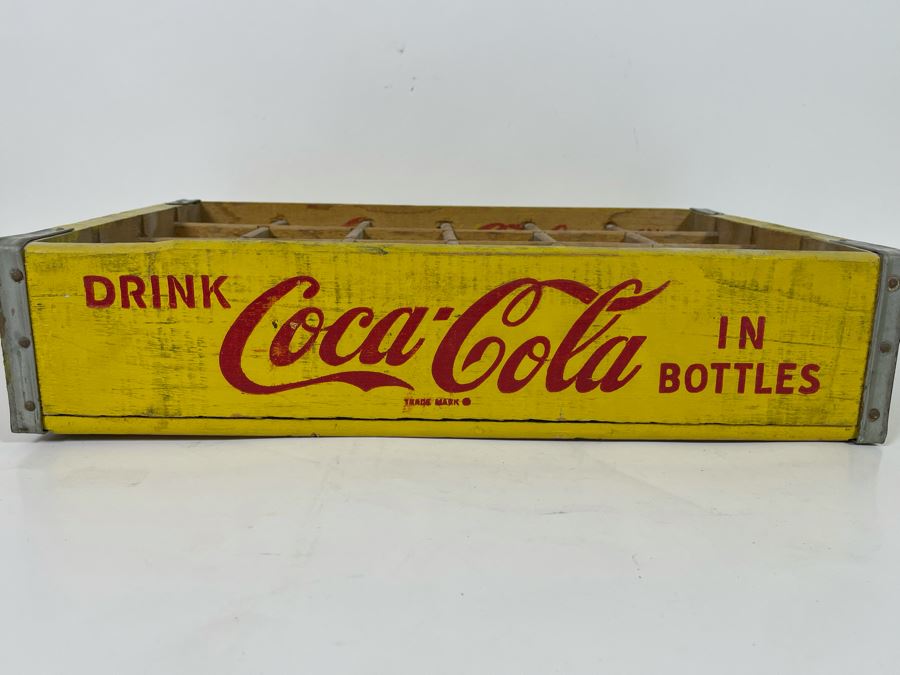 DRINK Coca-Cola IN
BOTTLES
TRADE MARK ®